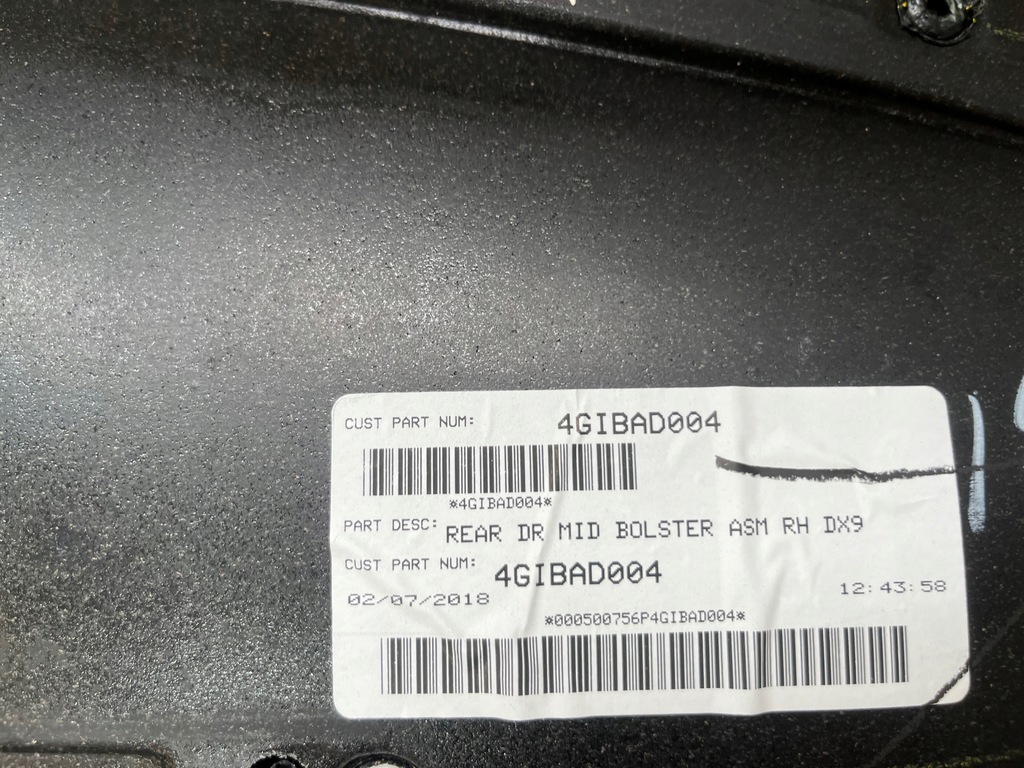 CUST PART NUM: 4GIBAD004
*4GIBAD004*
PART DESC: REAR DR MID BOLSTER ASM RH DX9
CUST PART NUM: 4GIBAD004
02/07/2018 12:43:58
*000500756P4GIBAD004*